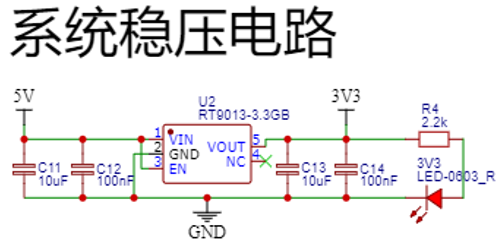 系统稳压电路
5V
3V3
U2
RT9013-3.3GB
R4
2.2k
1
VIN
2
GND
3
EN
VOUT
5
NC
4
C11
10uF
C12
100nF
C13
10uF
C14
100nF
3V3
LED-0603_R
GND